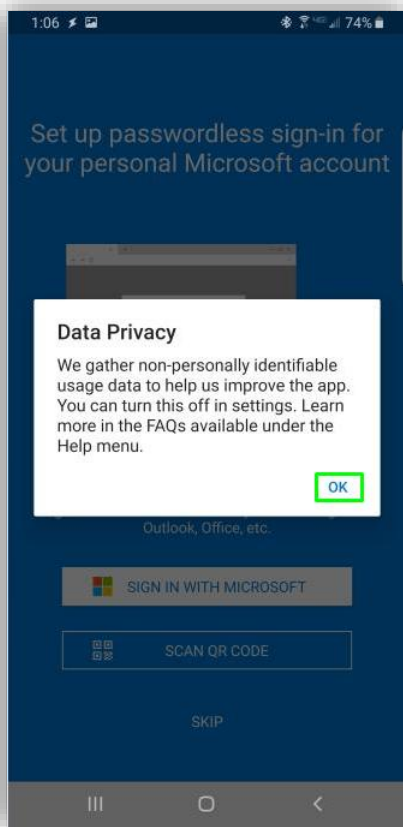 1:06 74%
Set up passwordless sign-in for
your personal Microsoft account
Data Privacy
We gather non-personally identifiable
usage data to help us improve the app.
You can turn this off in settings. Learn
more in the FAQs available under the
Help menu.
OK
Outlook, Office, etc.
SIGN IN WITH MICROSOFT
SCAN QR CODE
SKIP